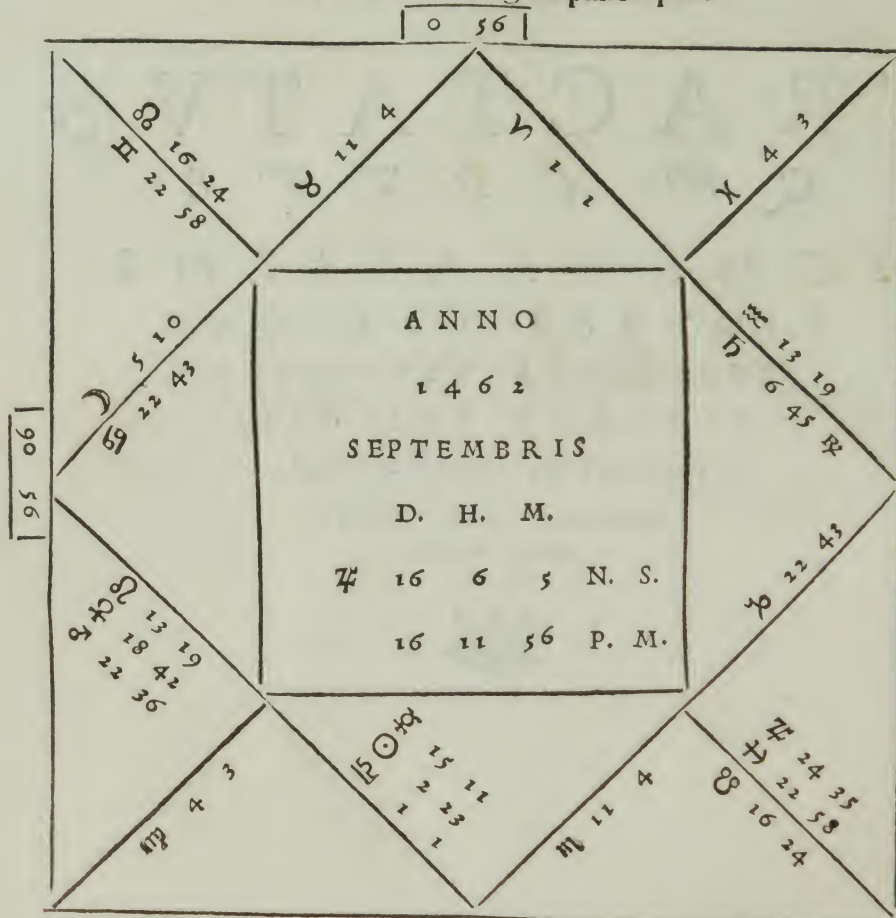 0 56
☊ 16 24
♊ 22 58
♉ 11 4
♈ 1 1
♓ 4 3
☽ 5 10
♋ 22 43
90 56
♒ 13 19
♄ 6 45 ℞
ANNO
1462
SEPTEMBRIS
D. H. M.
♃ 16 6 5 N. S.
16 11 56 P. M.
♑ 22 43
♌ 13 19
♂ 18 42
♀ 22 36
♍ 4 3
☿ 15 11
☉ 2 23
♎ 1 1
♏ 11 4
♃ 24 35
♐ 22 58
☋ 16 24